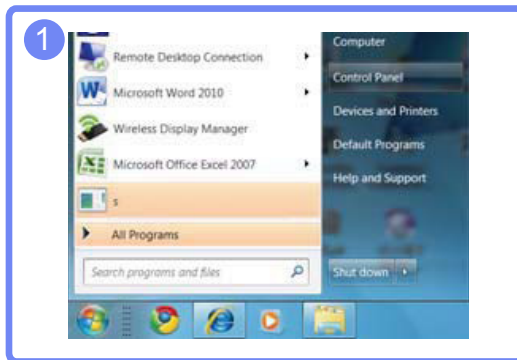 1
Remote Desktop Connection
Microsoft Word 2010
Wireless Display Manager
Microsoft Office Excel 2007
s
All Programs
Search programs and files
Computer
Control Panel
Devices and Printers
Default Programs
Help and Support
Shut down